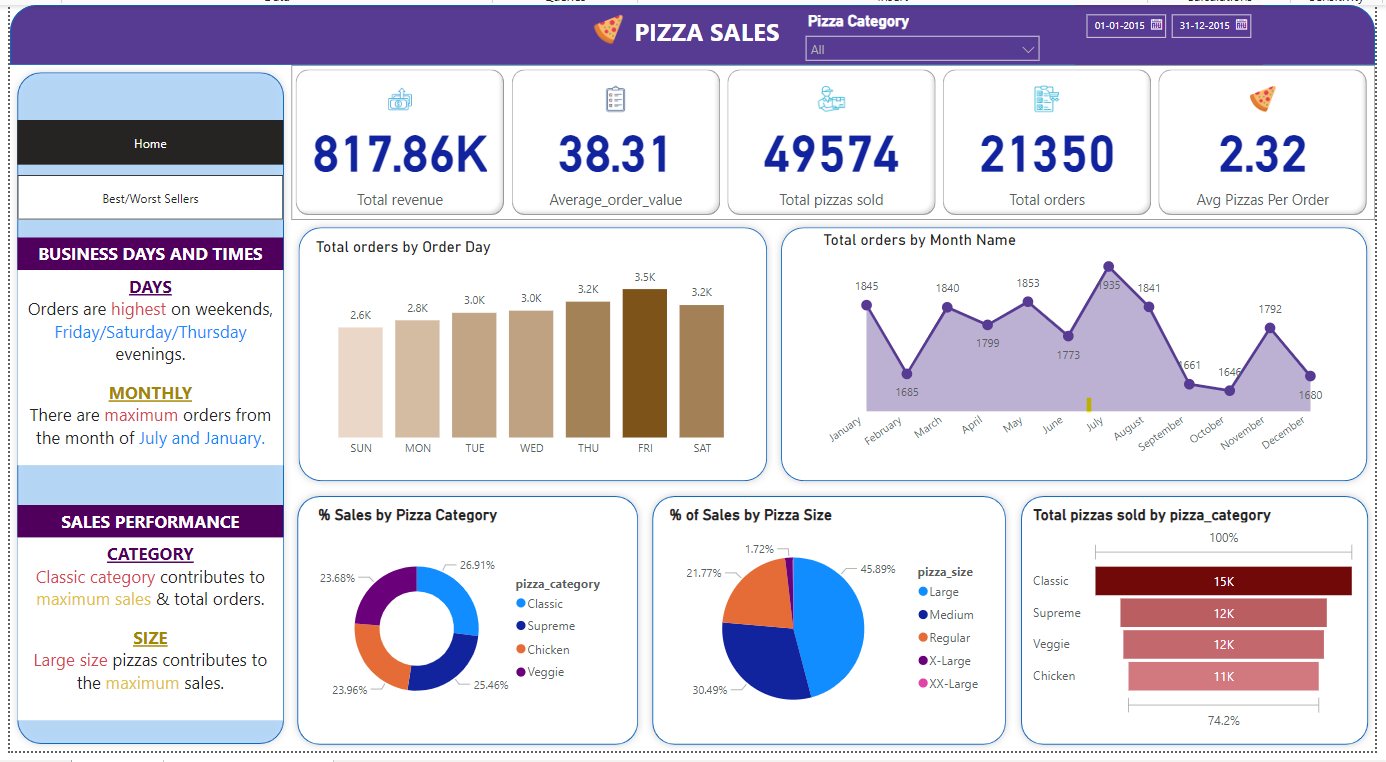 PIZZA SALES
Pizza Category
All
01-01-2015
31-12-2015
Home
Best/Worst Sellers
BUSINESS DAYS AND TIMES
DAYS
Orders are highest on weekends,
Friday/Saturday/Thursday
evenings.
MONTHLY
There are maximum orders from
the month of July and January.
SALES PERFORMANCE
CATEGORY
Classic category contributes to
maximum sales & total orders.
SIZE
Large size pizzas contributes to
the maximum sales.
817.86K
Total revenue
38.31
Average_order_value
49574
Total pizzas sold
21350
Total orders
2.32
Avg Pizzas Per Order
Total orders by Order Day
2.6K
2.8K
3.0K
3.0K
3.2K
3.5K
3.2K
SUN
MON
TUE
WED
THU
FRI
SAT
Total orders by Month Name
1845
1685
1840
1799
1853
1773
1935
1841
1661
1646
1792
1680
January
February
March
April
May
June
July
August
September
October
November
December
% Sales by Pizza Category
26.91%
25.46%
23.96%
23.68%
pizza_category
Classic
Supreme
Chicken
Veggie
% of Sales by Pizza Size
1.72%
45.89%
30.49%
21.77%
pizza_size
Large
Medium
Regular
X-Large
XX-Large
Total pizzas sold by pizza_category
100%
Classic 15K
Supreme 12K
Veggie 12K
Chicken 11K
74.2%